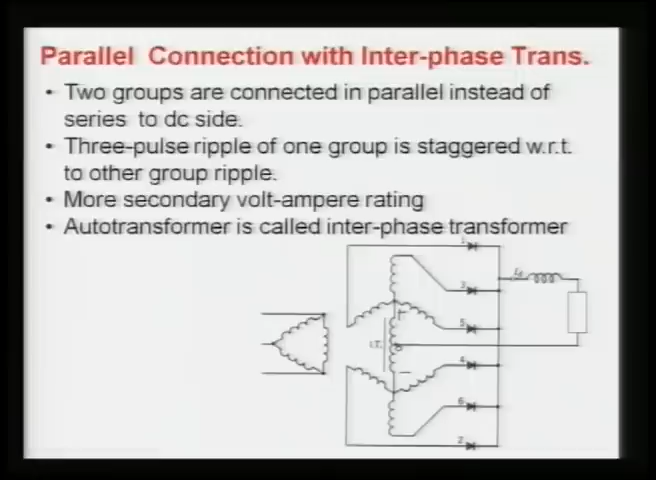 Parallel Connection with Inter-phase Trans.
• Two groups are connected in parallel instead of
series to dc side.
• Three-pulse ripple of one group is staggered w.r.t.
to other group ripple.
• More secondary volt-ampere rating
• Autotransformer is called inter-phase transformer
1
3
5
I.T.
4
6
2